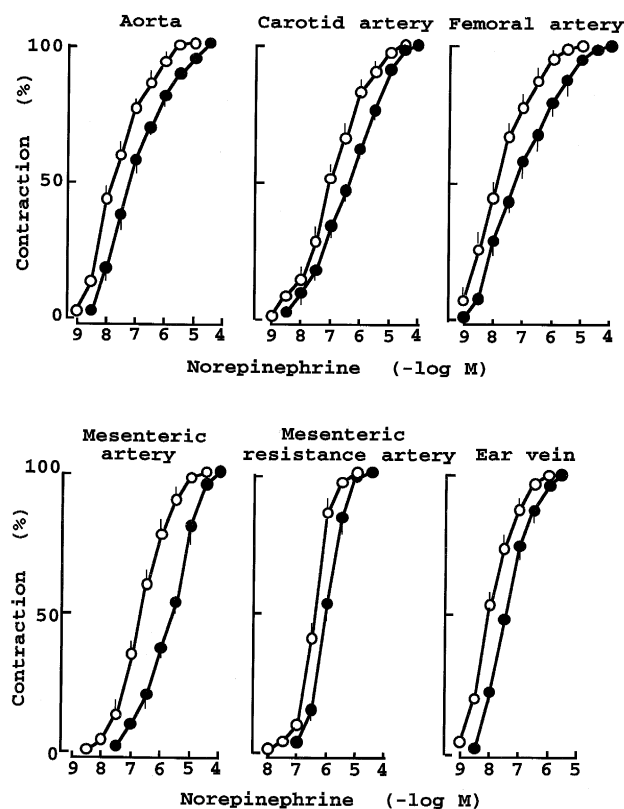 Aorta Carotid artery Femoral artery
Contraction (%)
100
50
0
9 8 7 6 5 4 9 8 7 6 5 4 9 8 7 6 5 4
Norepinephrine (-log M)
Mesenteric artery
Mesenteric resistance artery
Ear vein
Contraction (%)
100
50
0
9 8 7 6 5 4 8 7 6 5 4 9 8 7 6 5
Norepinephrine (-log M)